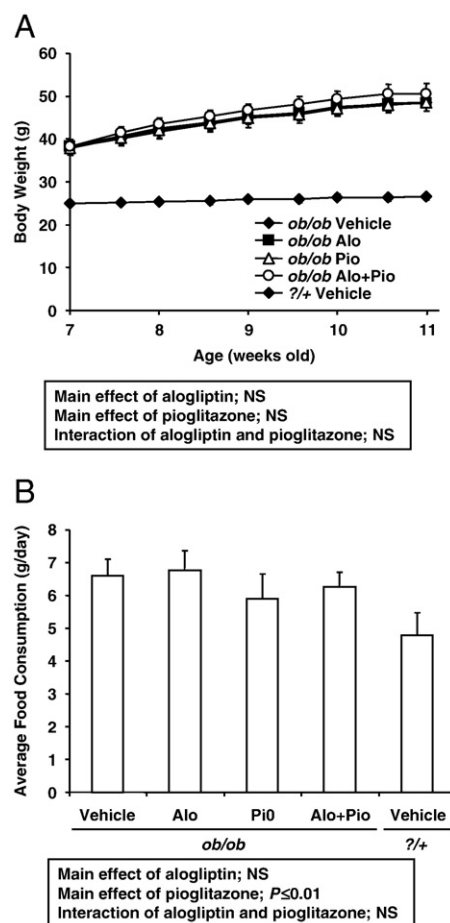 A
Body Weight (g)
60
50
40
30
20
10
0
7 8 9 10 11
Age (weeks old)
ob/ob Vehicle
ob/ob Alo
ob/ob Pio
ob/ob Alo+Pio
?/+ Vehicle
Main effect of alogliptin; NS
Main effect of pioglitazone; NS
Interaction of alogliptin and pioglitazone; NS
B
Average Food Consumption (g/day)
8
7
6
5
4
3
2
1
0
Vehicle Alo Pi0 Alo+Pio Vehicle
ob/ob ?/+
Main effect of alogliptin; NS
Main effect of pioglitazone; P≤0.01
Interaction of alogliptin and pioglitazone; NS